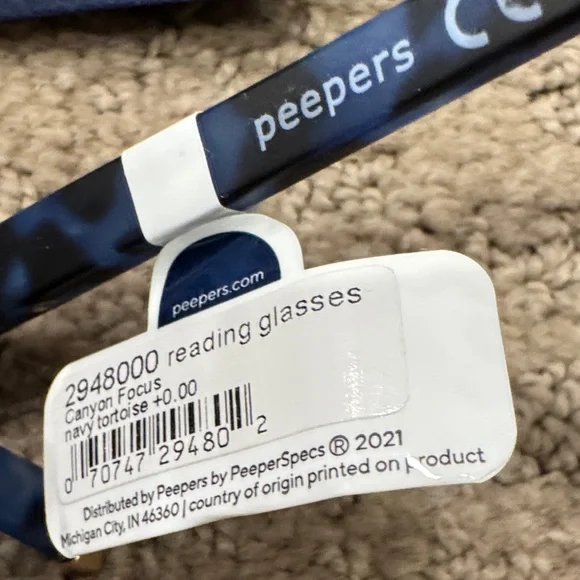 peepers CE
peepers.com
2948000 reading glasses
Canyon Focus
navy tortoise +0.00
0 70747 29480 2
Distributed by Peepers by PeeperSpecs ® 2021
Michigan City, IN 46360 | country of origin printed on product